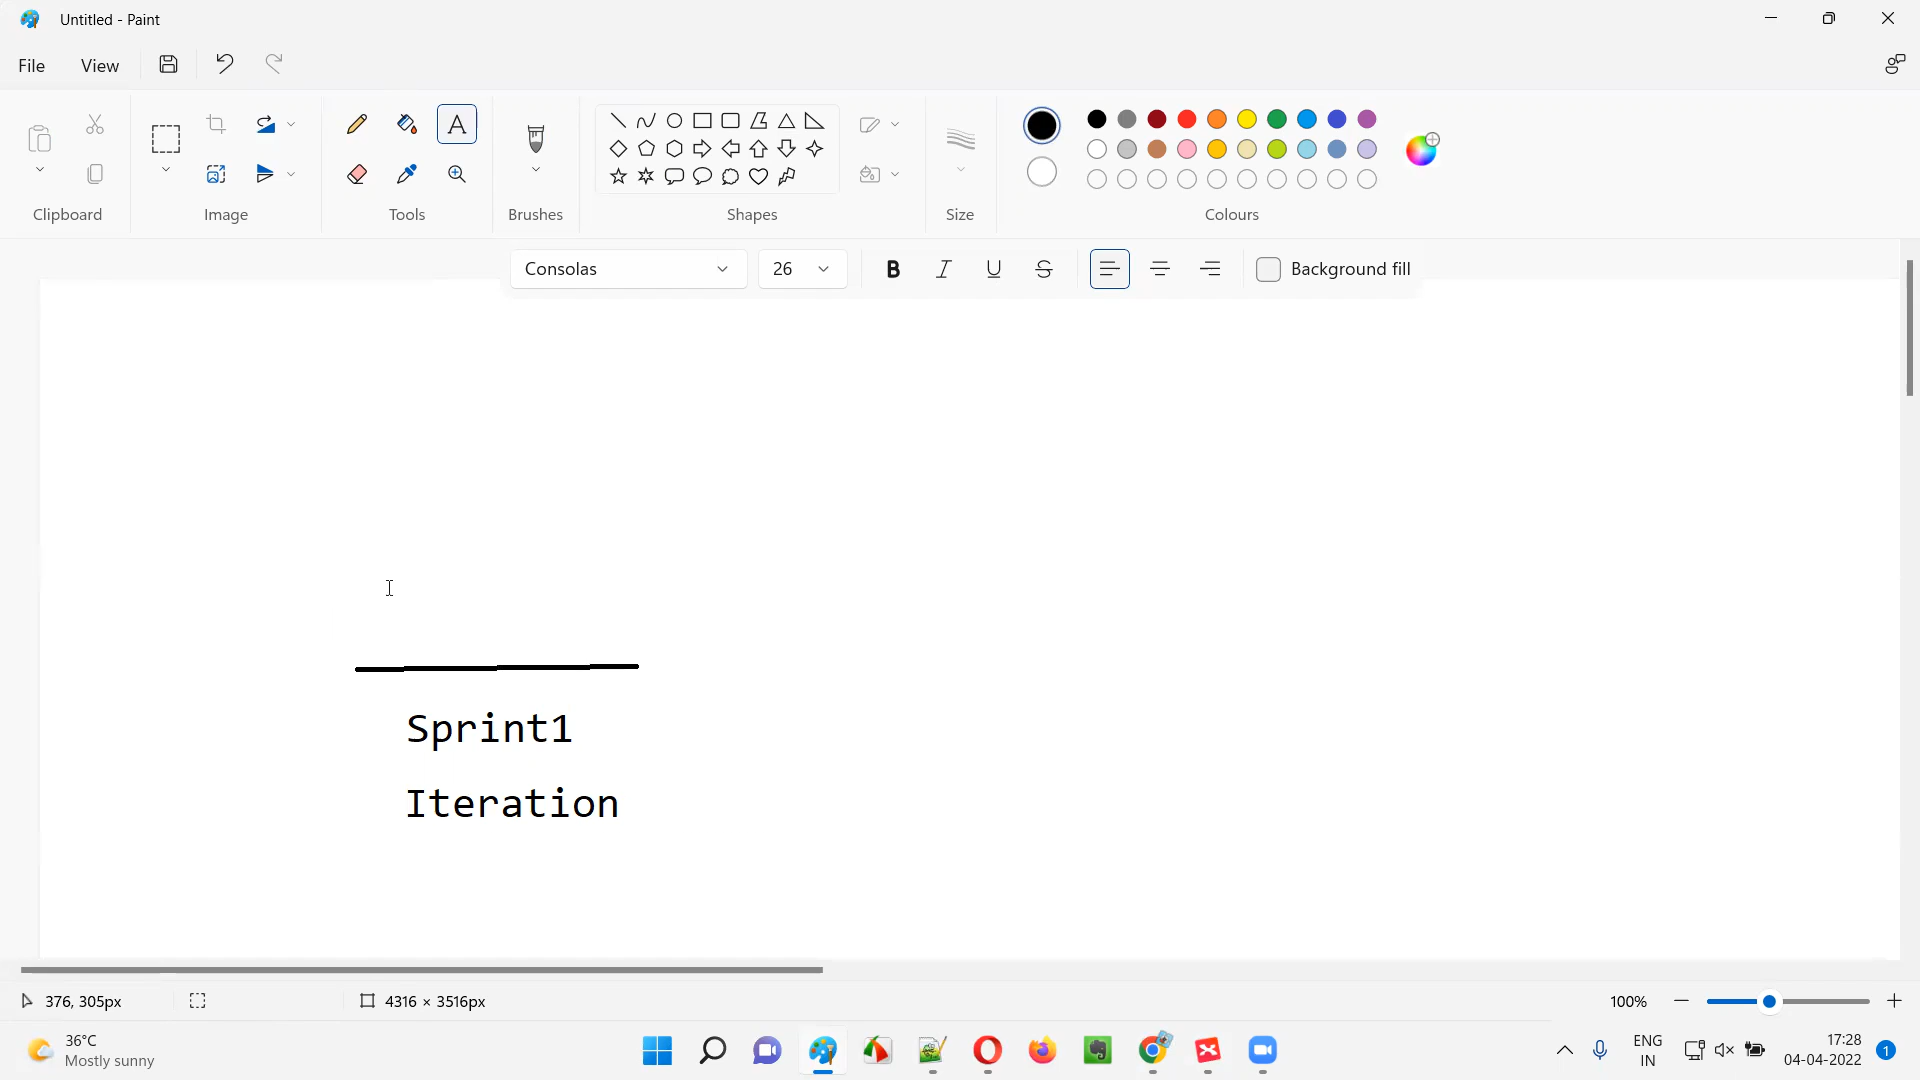 Untitled - Paint
File View
Clipboard
Image
Tools
Brushes
Shapes
Size
Colours
Consolas 26 B I U S Background fill
Sprint1
Iteration
376, 305px
4316 × 3516px
100%
36°C
Mostly sunny
ENG
IN
17:28
04-04-2022
1